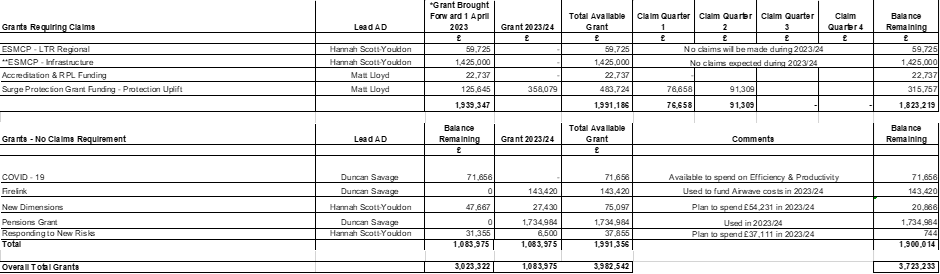 Grants Requiring Claims Lead AD *Grant Brought Forward 1 April 2023 Grant 2023/24 Total Available Grant Claim Quarter 1 Claim Quarter 2 Claim Quarter 3 Claim Quarter 4 Balance Remaining
£ £ £ £ £ £ £ £
ESMCP - LTR Regional Hannah Scott-Youldon 59,725 - 59,725 No claims will be made during 2023/24 59,725
**ESMCP - Infrastructure Hannah Scott-Youldon 1,425,000 - 1,425,000 No claims expected during 2023/24 1,425,000
Accreditation & RPL Funding Matt Lloyd 22,737 - 22,737 - 22,737
Surge Protection Grant Funding - Protection Uplift Matt Lloyd 125,645 358,079 483,724 76,658 91,309 315,757
1,939,347 1,991,186 76,658 91,309 - - 1,823,219
Grants - No Claims Requirement Lead AD Balance Remaining Grant 2023/24 Total Available Grant Comments Balance Remaining
£ £ £
COVID - 19 Duncan Savage 71,656 - 71,656 Available to spend on Efficiency & Productivity 71,656
Firelink Duncan Savage 0 143,420 143,420 Used to fund Airwave costs in 2023/24 143,420
New Dimensions Hannah Scott-Youldon 47,667 27,430 75,097 Plan to spend £54,231 in 2023/24 20,866
Pensions Grant Duncan Savage 0 1,734,984 1,734,984 Used in 2023/24 1,734,984
Responding to New Risks Hannah Scott-Youldon 31,355 6,500 37,855 Plan to spend £37,111 in 2023/24 744
Total 1,083,975 1,083,975 1,991,356 1,900,014
Overall Total Grants 3,023,322 1,083,975 3,982,542 3,723,233